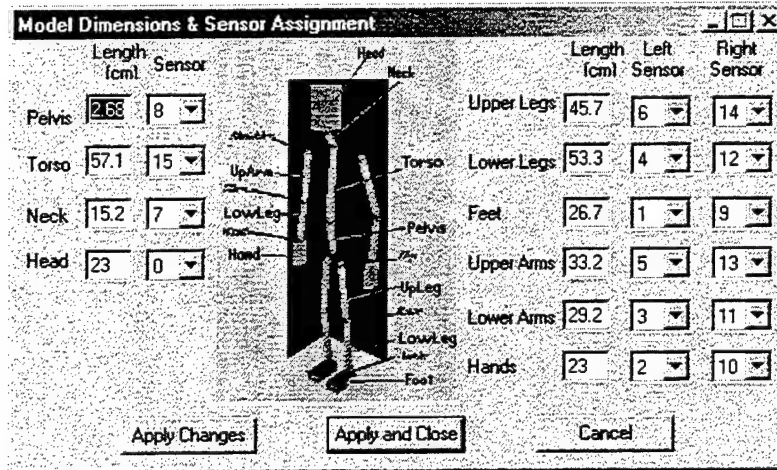 Model Dimensions & Sensor Assignment
Length [cm] Sensor
Pelvis 2.68 8
Torso 57.1 15
Neck 15.2 7
Head 23 0
Head
Neck
UpArm
Torso
LowLeg
Pelvis
Hand
UpLeg
LowLeg
Foot
Length [cm] Left Sensor Right Sensor
Upper Legs 45.7 6 14
Lower Legs 53.3 4 12
Feet 26.7 1 9
Upper Arms 33.2 5 13
Lower Arms 29.2 3 11
Hands 23 2 10
Apply Changes Apply and Close Cancel